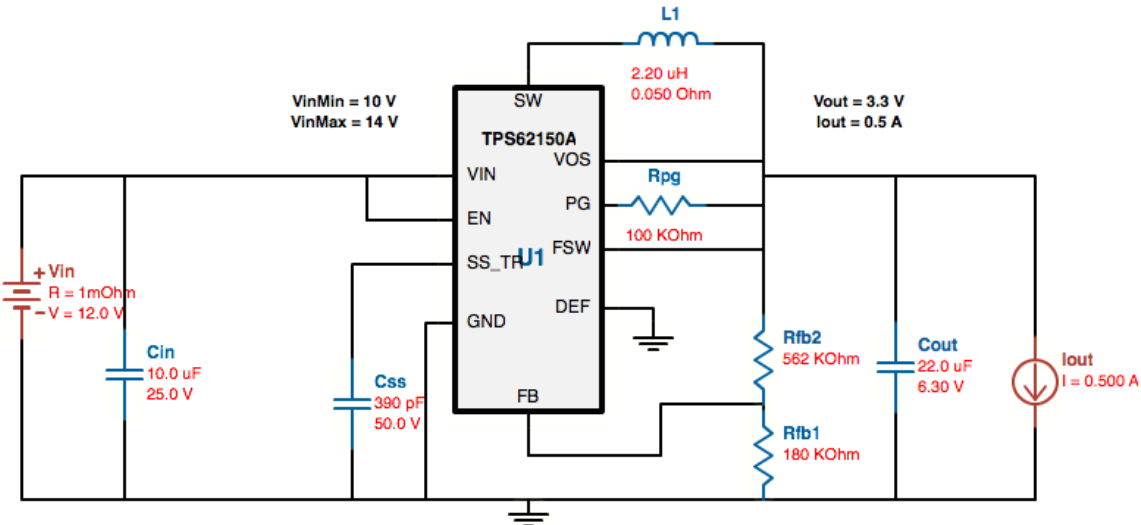 L1
2.20 uH
0.050 Ohm
VinMin = 10 V
VinMax = 14 V
Vout = 3.3 V
Iout = 0.5 A
SW
TPS62150A
VOS
VIN
Rpg
PG
100 KOhm
EN
FSW
U1
SS_TR
DEF
GND
FB
+ Vin
R = 1mOhm
- V = 12.0 V
Cin
10.0 uF
25.0 V
Css
390 pF
50.0 V
Rfb2
562 KOhm
Rfb1
180 KOhm
Cout
22.0 uF
6.30 V
Iout
I = 0.500 A